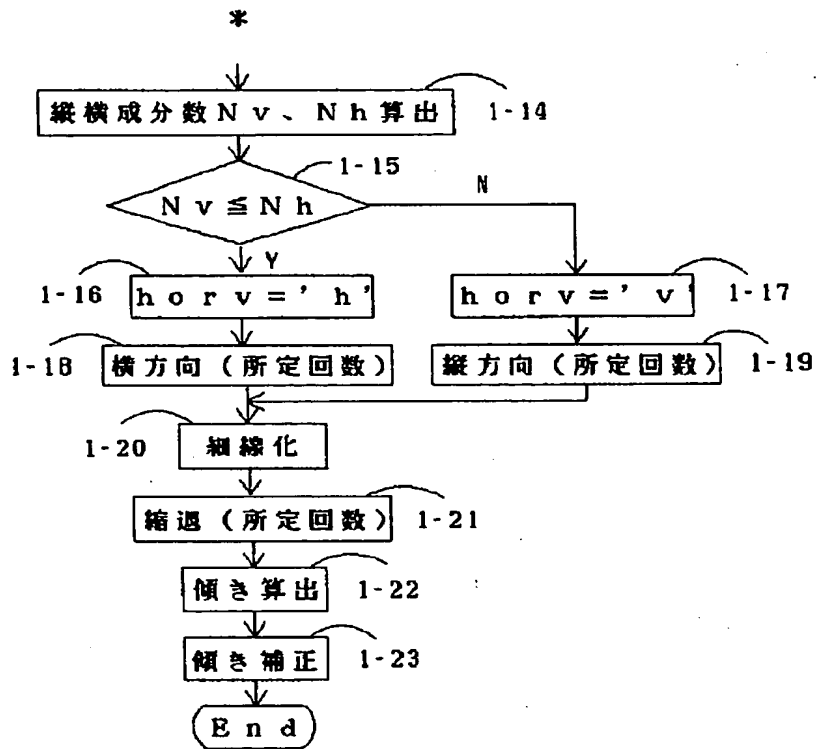 *
縦横成分数Nv、Nh算出 1-14
1-15
Nv≦Nh
N
Y
1-16 horv='h'
horv='v' 1-17
1-18 横方向(所定回数)
縦方向(所定回数) 1-19
1-20 細線化
縮退(所定回数) 1-21
傾き算出 1-22
傾き補正 1-23
End